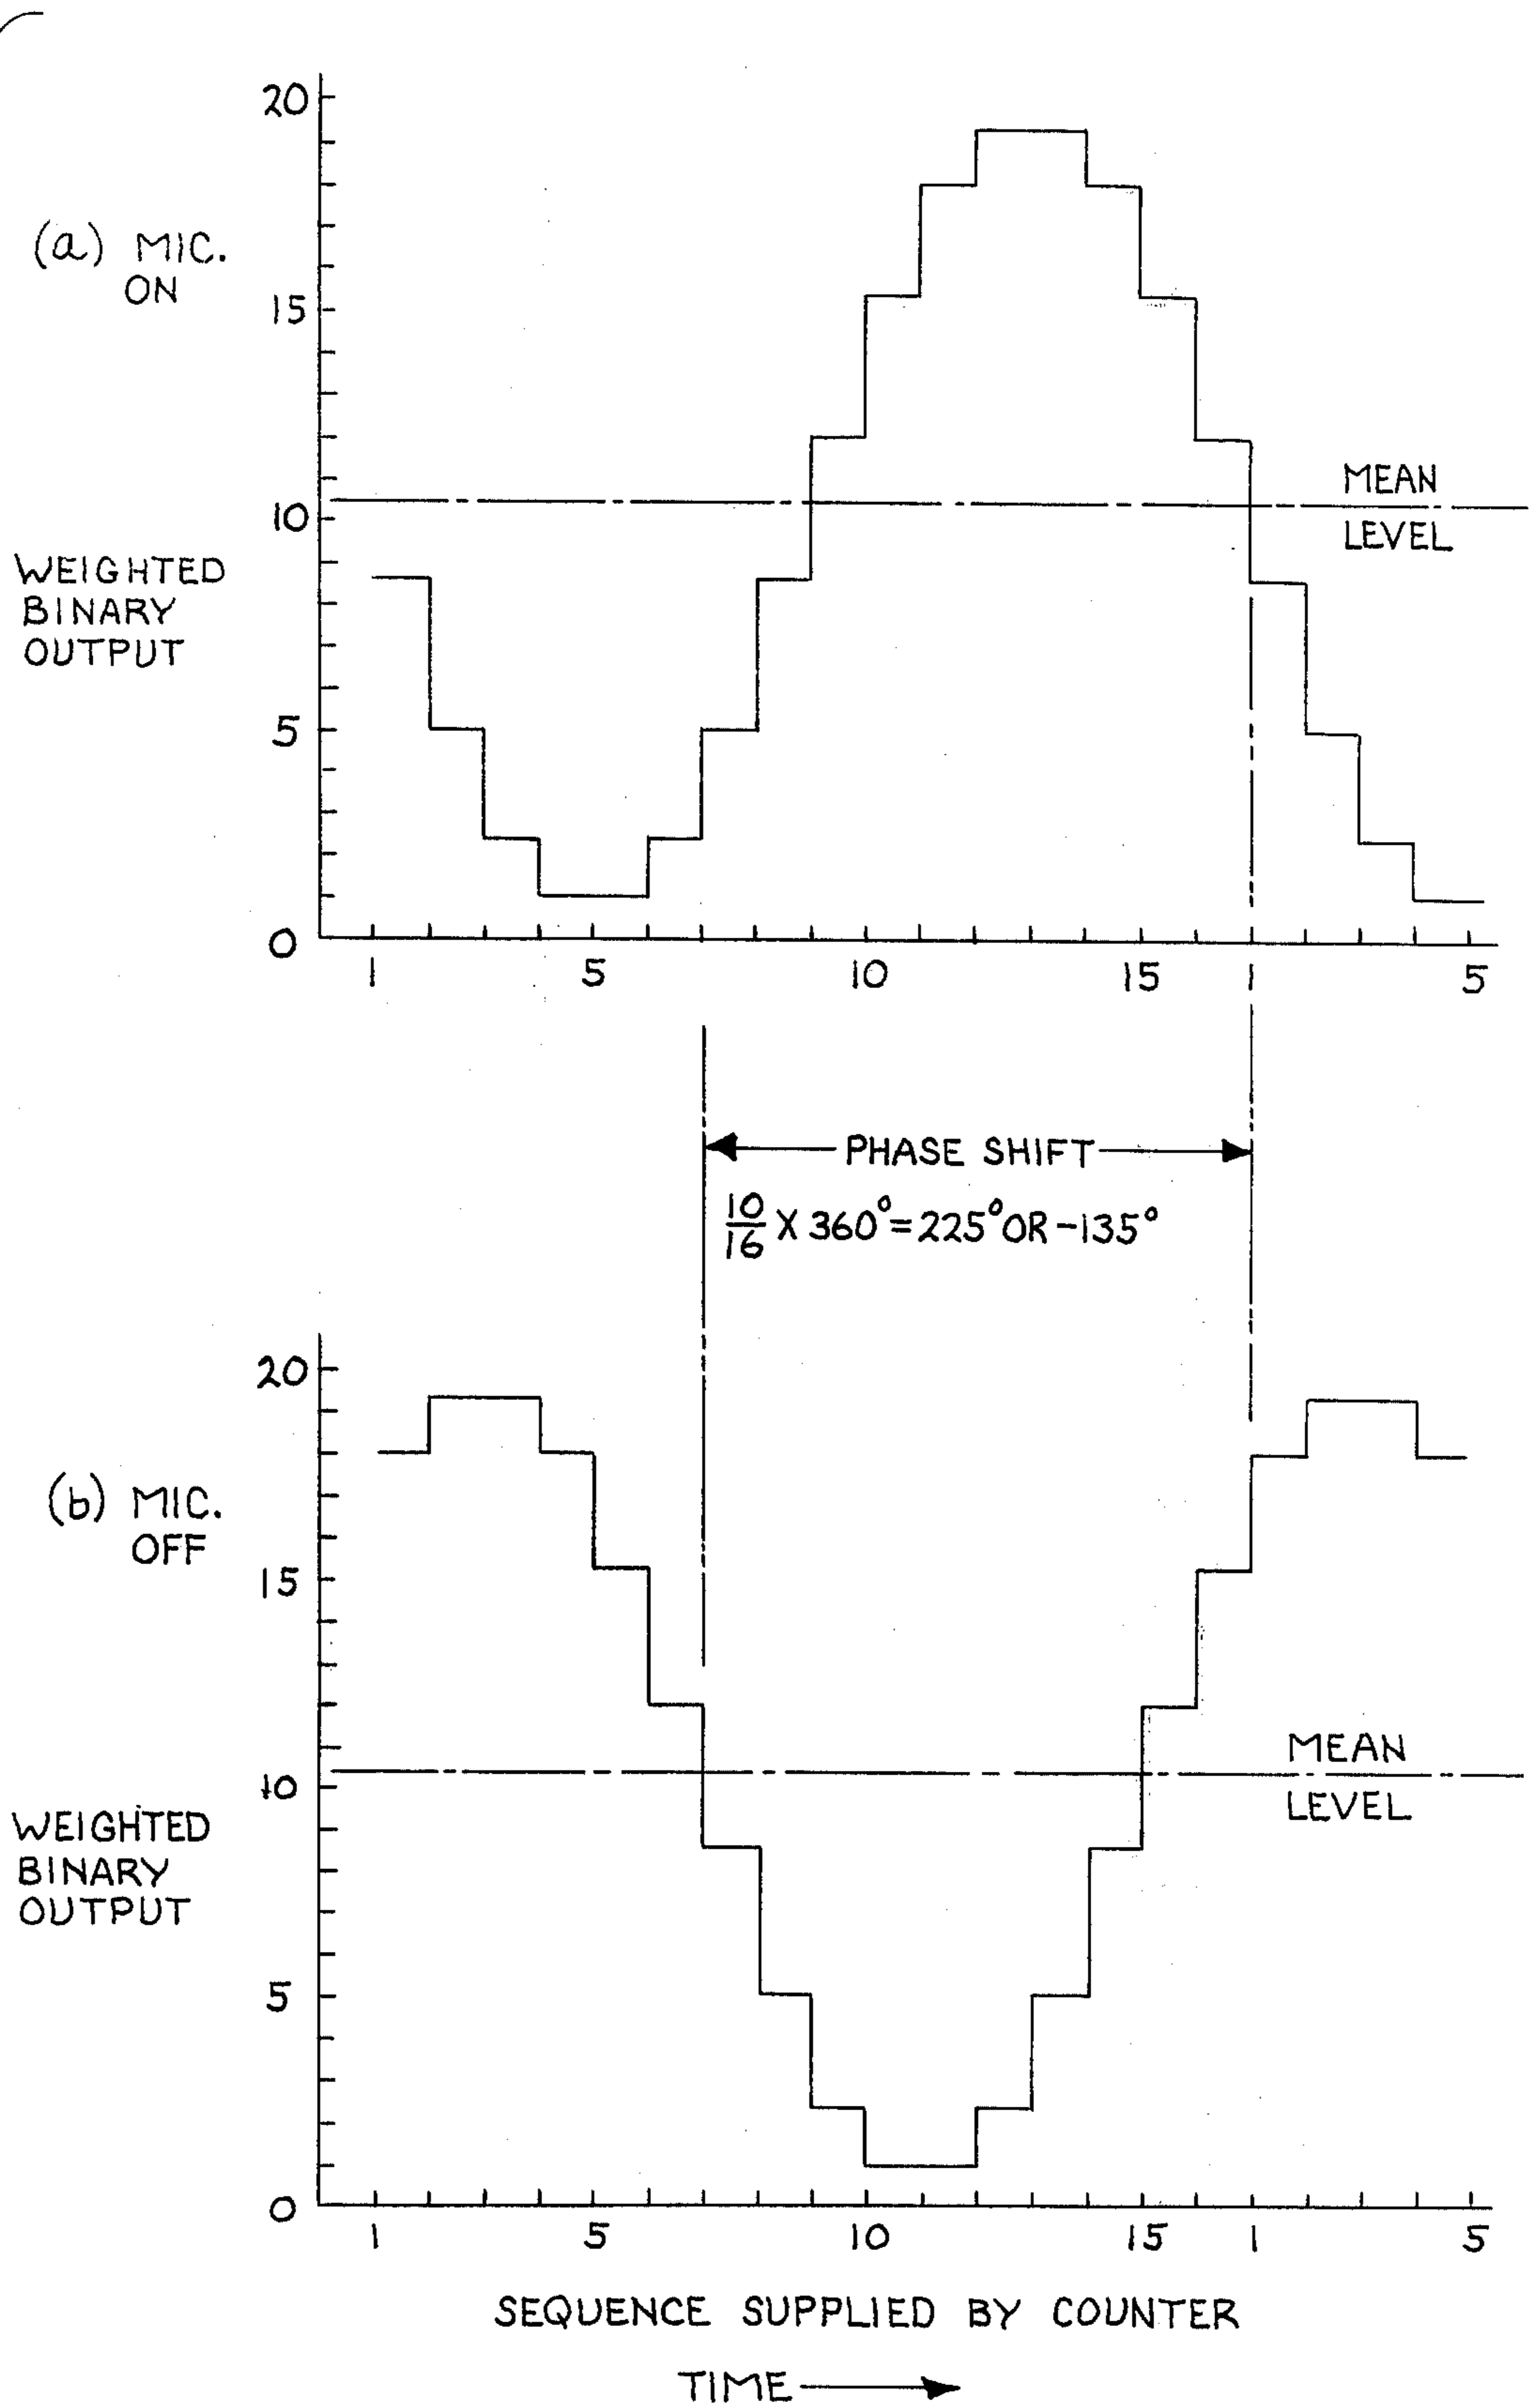 20
(a) MIC.
ON
15
MEAN
10
LEVEL
WEIGHTED
BINARY
OUTPUT
5
0
1 5 10 15 1 5
PHASE SHIFT
10/16 X 360° = 225° OR -135°
20
(b) MIC.
OFF
15
MEAN
10
LEVEL
WEIGHTED
BINARY
OUTPUT
5
0
1 5 10 15 1 5
SEQUENCE SUPPLIED BY COUNTER
TIME